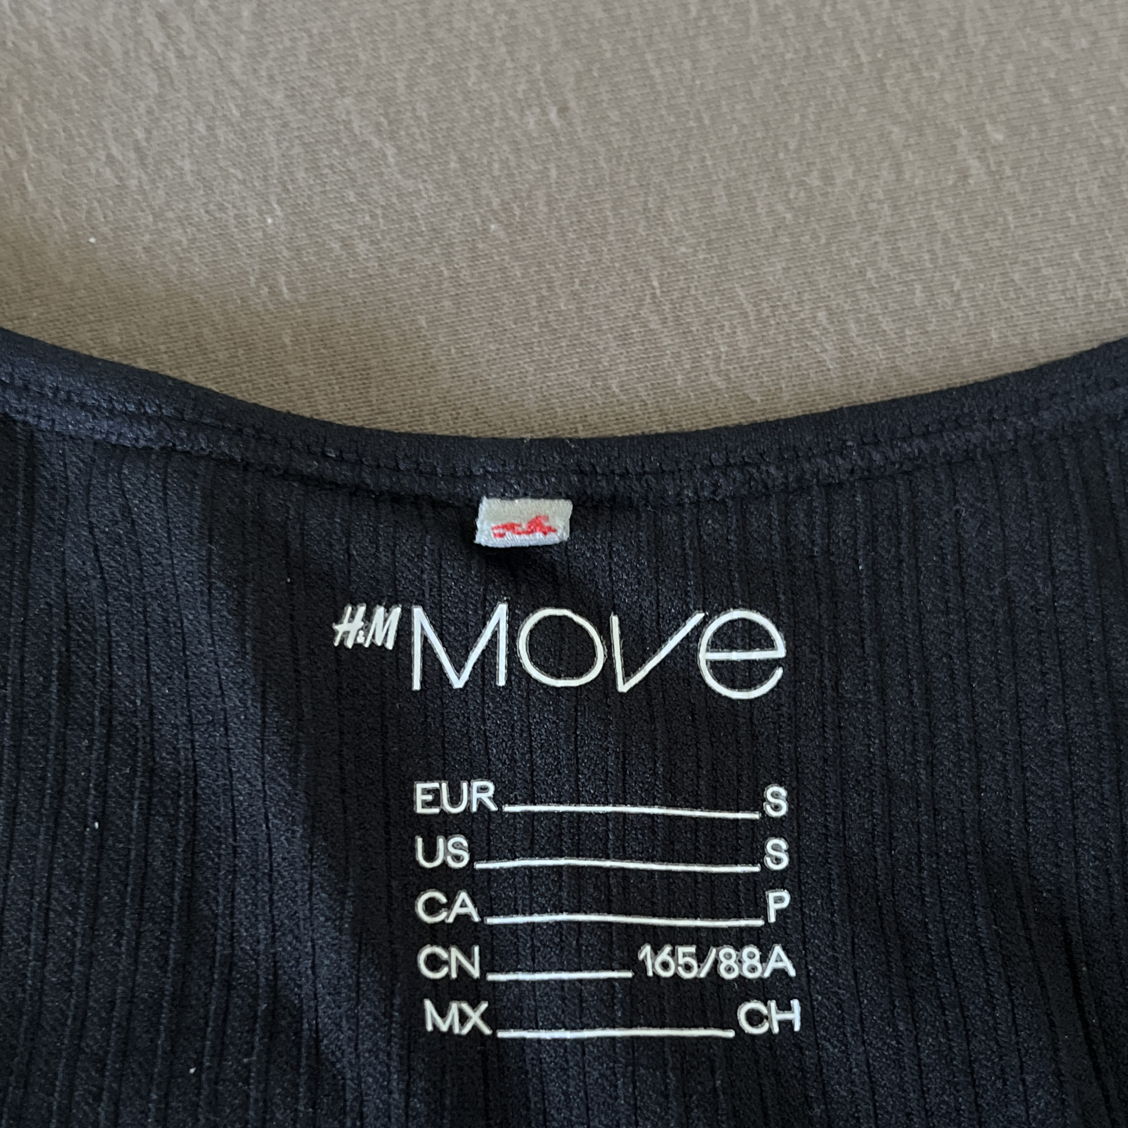 H&M MOVE
EUR S
US S
CA P
CN 165/88A
MX CH